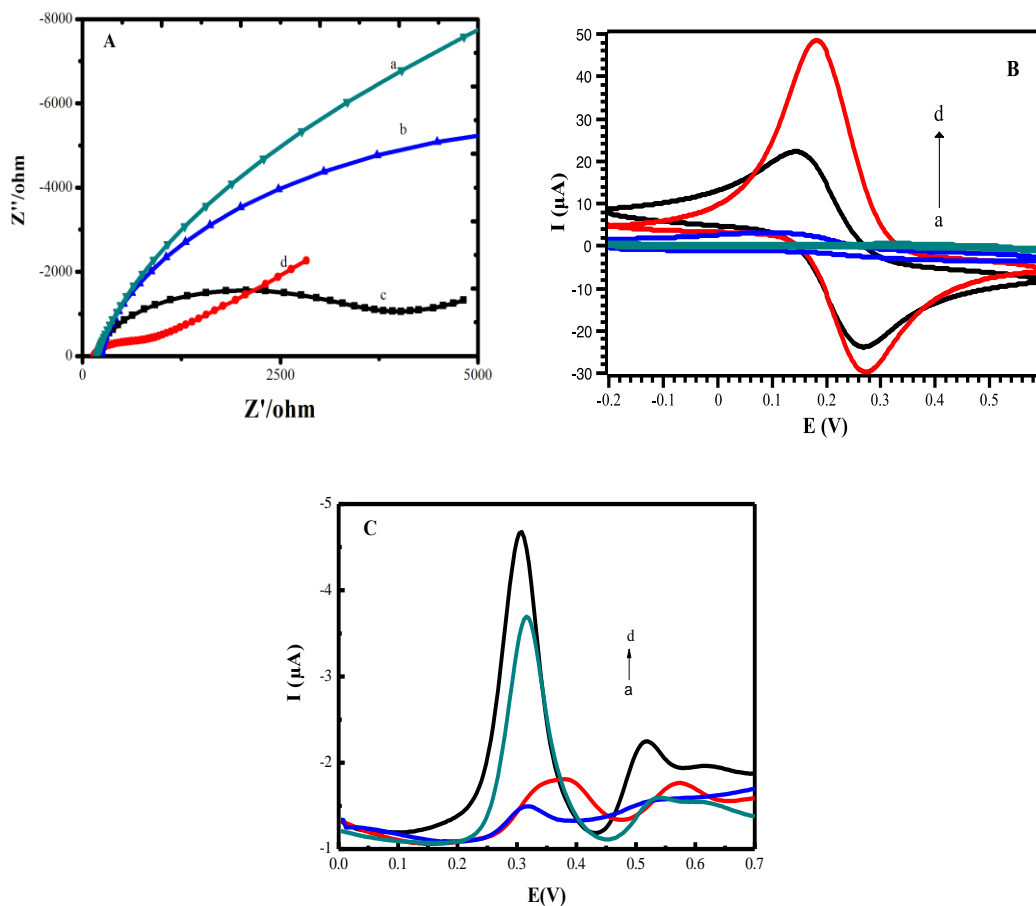 A
-8000
-6000
-4000
-2000
0
0
2500
5000
Z''/ohm
Z'/ohm
a
b
d
c
B
50
40
30
20
10
0
-10
-20
-30
-0.2
-0.1
0
0.1
0.2
0.3
0.4
0.5
I (µA)
E (V)
d
a
C
-5
-4
-3
-2
-1
0.0
0.1
0.2
0.3
0.4
0.5
0.6
0.7
I (µA)
E(V)
d
a